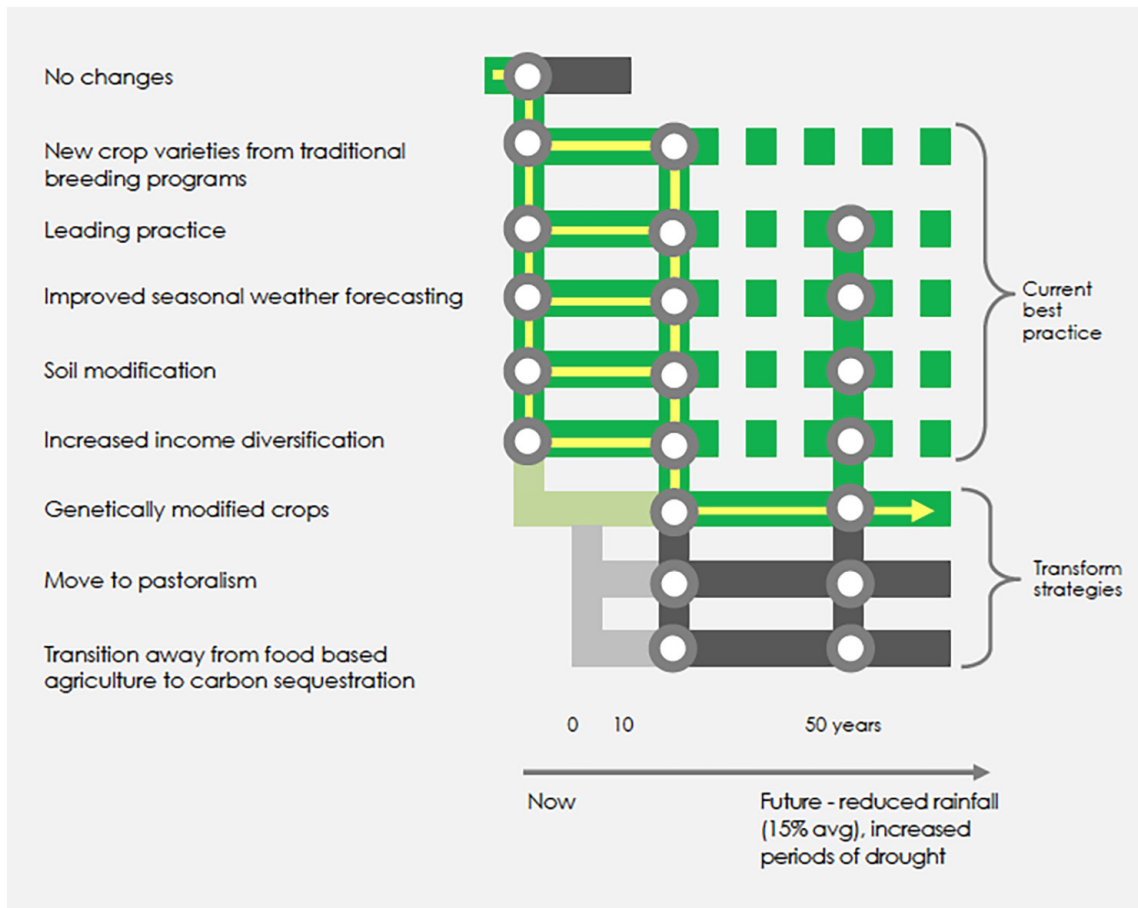 No changes
New crop varieties from traditional
breeding programs
Leading practice
Improved seasonal weather forecasting
Soil modification
Increased income diversification
Genetically modified crops
Move to pastoralism
Transition away from food based
agriculture to carbon sequestration
Current
best
practice
Transform
strategies
0 10 50 years
Now
Future - reduced rainfall
(15% avg), increased
periods of drought